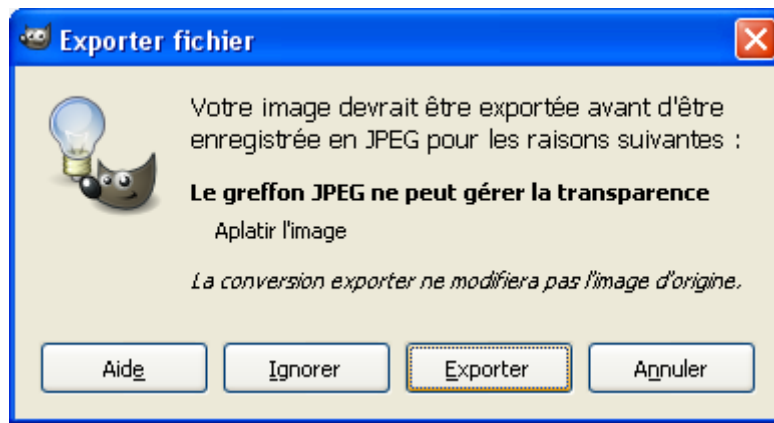 Exporter fichier
Votre image devrait être exportée avant d'être
enregistrée en JPEG pour les raisons suivantes :
Le greffon JPEG ne peut gérer la transparence
Aplatir l'image
La conversion exporter ne modifiera pas l'image d'origine.
Aide
Ignorer
Exporter
Annuler